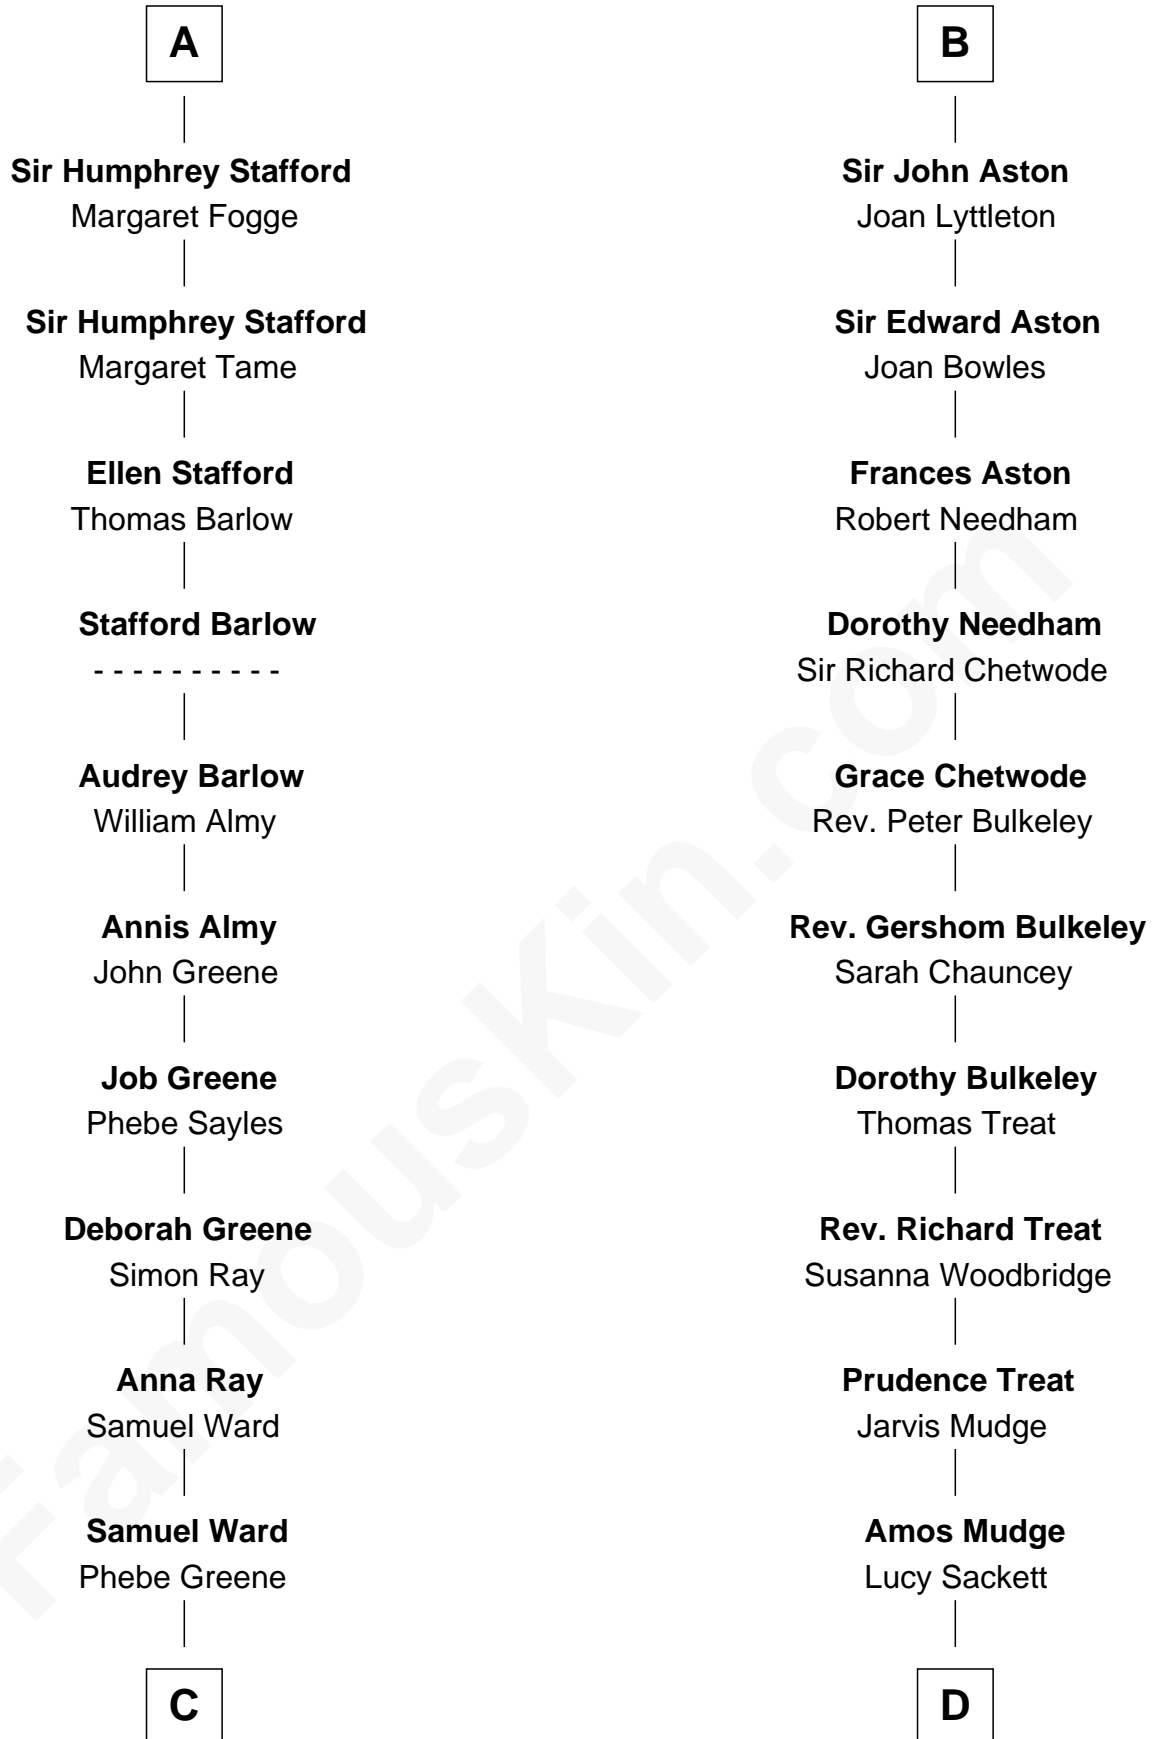 A
Sir Humphrey Stafford
Margaret Fogge
Sir Humphrey Stafford
Margaret Tame
Ellen Stafford
Thomas Barlow
Stafford Barlow
- - - - - - - - - -
Audrey Barlow
William Almy
Annis Almy
John Greene
Job Greene
Phebe Sayles
Deborah Greene
Simon Ray
Anna Ray
Samuel Ward
Samuel Ward
Phebe Greene
C
B
Sir John Aston
Joan Lyttleton
Sir Edward Aston
Joan Bowles
Frances Aston
Robert Needham
Dorothy Needham
Sir Richard Chetwode
Grace Chetwode
Rev. Peter Bulkeley
Rev. Gershom Bulkeley
Sarah Chauncey
Dorothy Bulkeley
Thomas Treat
Rev. Richard Treat
Susanna Woodbridge
Prudence Treat
Jarvis Mudge
Amos Mudge
Lucy Sackett
D
FamousKin.com